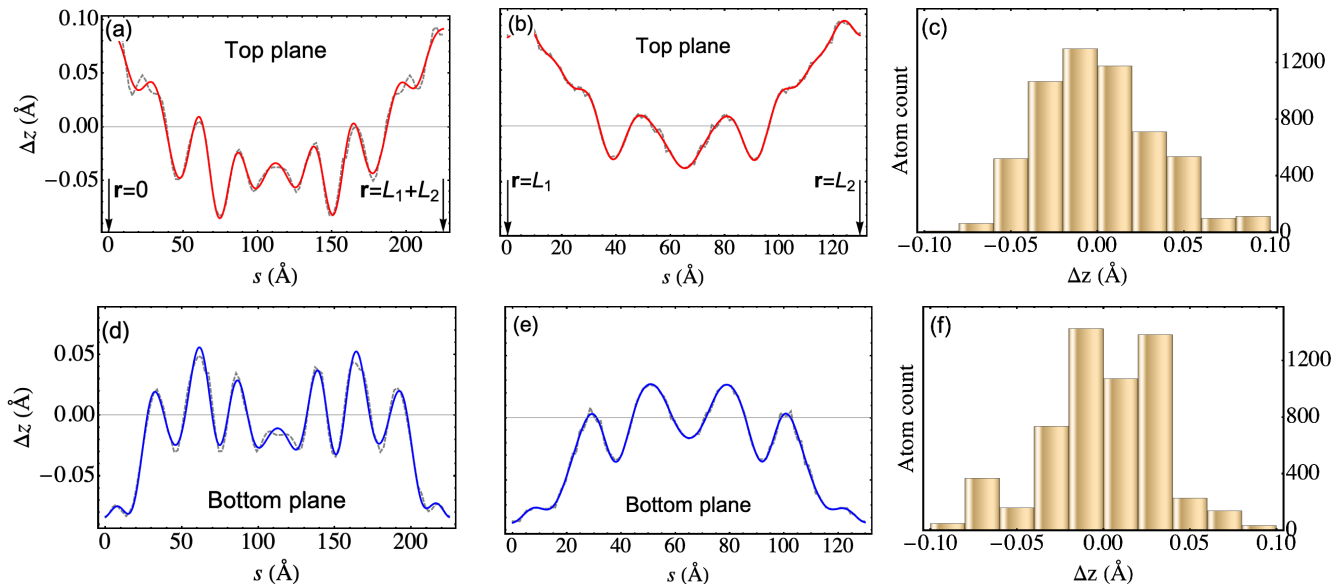 (a)
Top plane
0.10
0.05
0.00
−0.05
Δz (Å)
r=0
r=L1+L2
0
50
100
150
200
s (Å)
(b)
Top plane
r=L1
r=L2
0
20
40
60
80
100
120
s (Å)
(c)
1200
800
400
0
Atom count
−0.10
−0.05
0.00
0.05
0.10
Δz (Å)
(d)
0.05
0.00
−0.05
Δz (Å)
Bottom plane
0
50
100
150
200
s (Å)
(e)
Bottom plane
0
20
40
60
80
100
120
s (Å)
(f)
1200
800
400
0
Atom count
−0.10
−0.05
0.00
0.05
0.10
Δz (Å)